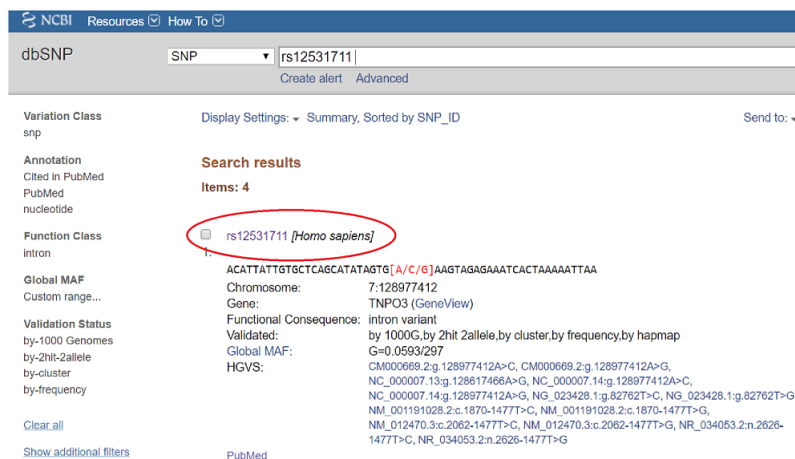 NCBI Resources How To
dbSNP SNP rs12531711
Create alert Advanced
Variation Class
snp
Annotation
Cited in PubMed
PubMed
nucleotide
Function Class
intron
Global MAF
Custom range...
Validation Status
by-1000 Genomes
by-2hit-2allele
by-cluster
by-frequency
Clear all
Show additional filters
Display Settings: Summary, Sorted by SNP_ID Send to:
Search results
Items: 4
rs12531711 [Homo sapiens]
1.
ACATTATTGTGCTCAGCATATAGTG[A/C/G]AAGTAGAGAAATCACTAAAAATTAA
Chromosome: 7:128977412
Gene: TNPO3 (GeneView)
Functional Consequence: intron variant
Validated: by 1000G,by 2hit 2allele,by cluster,by frequency,by hapmap
Global MAF: G=0.0593/297
HGVS: CM000669.2:g.128977412A>C, CM000669.2:g.128977412A>G,
NC_000007.13:g.128617466A>G, NC_000007.14:g.128977412A>C,
NC_000007.14:g.128977412A>G, NG_023428.1:g.82762T>C, NG_023428.1:g.82762T>G
NM_001191028.2:c.1870-1477T>C, NM_001191028.2:c.1870-1477T>G,
NM_012470.3:c.2062-1477T>C, NM_012470.3:c.2062-1477T>G, NR_034053.2:n.2626-
1477T>C, NR_034053.2:n.2626-1477T>G
PubMed